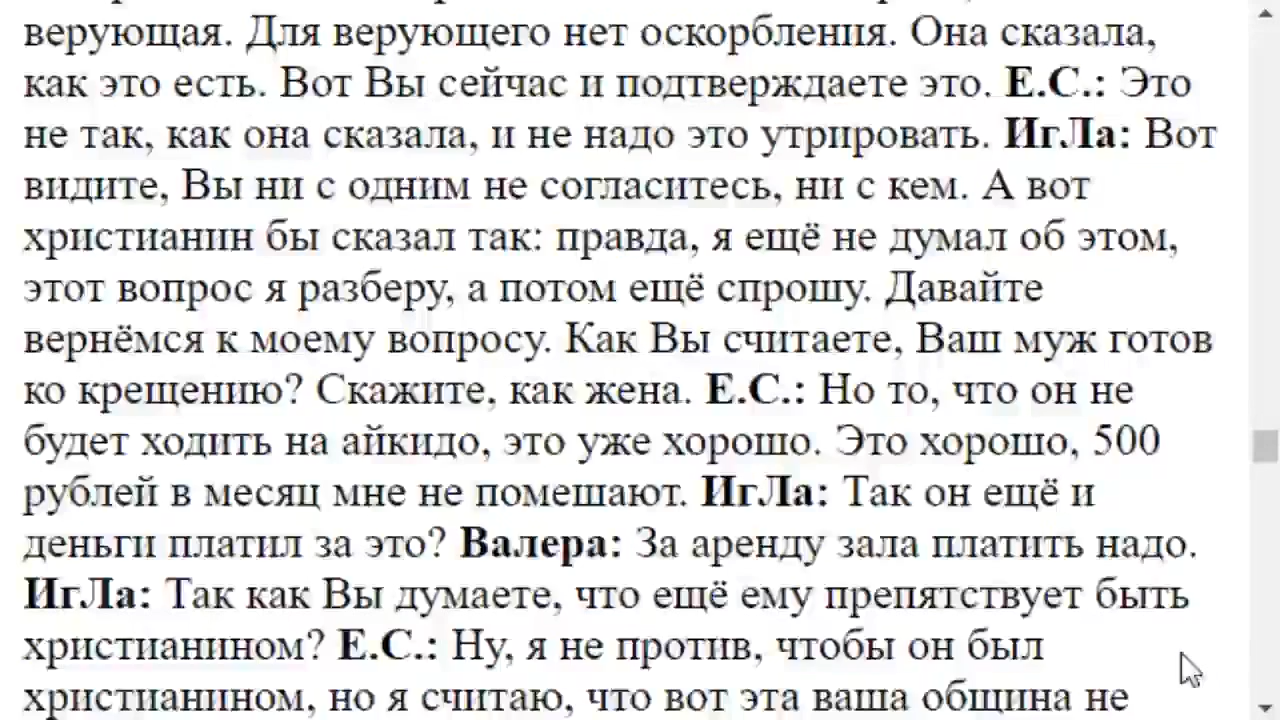 верующая. Для верующего нет оскорбления. Она сказала,
как это есть. Вот Вы сейчас и подтверждаете это. Е.С.: Это
не так, как она сказала, и не надо это утрировать. ИгЛа: Вот
видите, Вы ни с одним не согласитесь, ни с кем. А вот
христианин бы сказал так: правда, я ещё не думал об этом,
этот вопрос я разберу, а потом ещё спрошу. Давайте
вернёмся к моему вопросу. Как Вы считаете, Ваш муж готов
ко крещению? Скажите, как жена. Е.С.: Но то, что он не
будет ходить на айкидо, это уже хорошо. Это хорошо, 500
рублей в месяц мне не помешают. ИгЛа: Так он ещё и
деньги платил за это? Валера: За аренду зала платить надо.
ИгЛа: Так как Вы думаете, что ещё ему препятствует быть
христианином? Е.С.: Ну, я не против, чтобы он был
христианином, но я считаю, что вот эта ваша община не